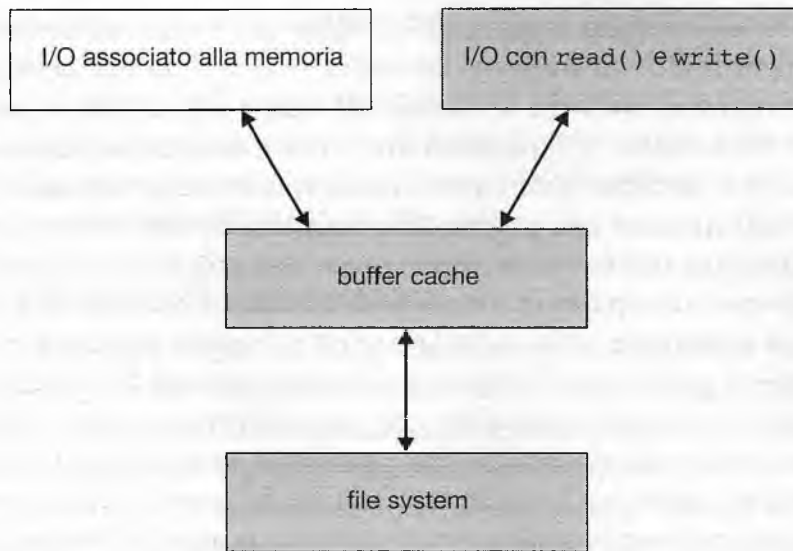 I/O associato alla memoria
I/O con read() e write()
buffer cache
file system